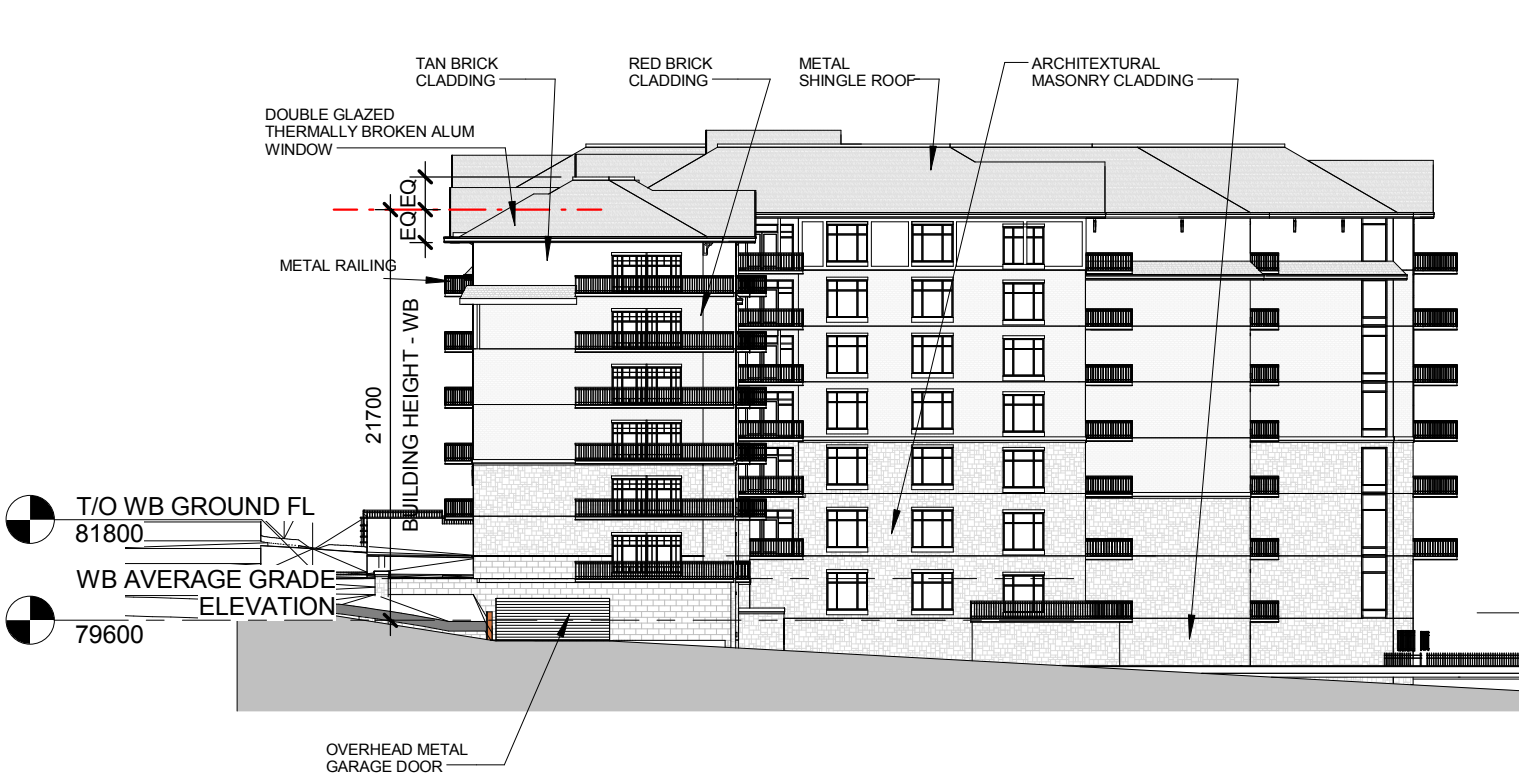 TAN BRICK
CLADDING
RED BRICK
CLADDING
METAL
SHINGLE ROOF
ARCHITEXTURAL
MASONRY CLADDING
DOUBLE GLAZED
THERMALLY BROKEN ALUM
WINDOW
EQ
EQ
METAL RAILING
21700
BUILDING HEIGHT - WB
T/O WB GROUND FL
81800
WB AVERAGE GRADE
ELEVATION
79600
OVERHEAD METAL
GARAGE DOOR